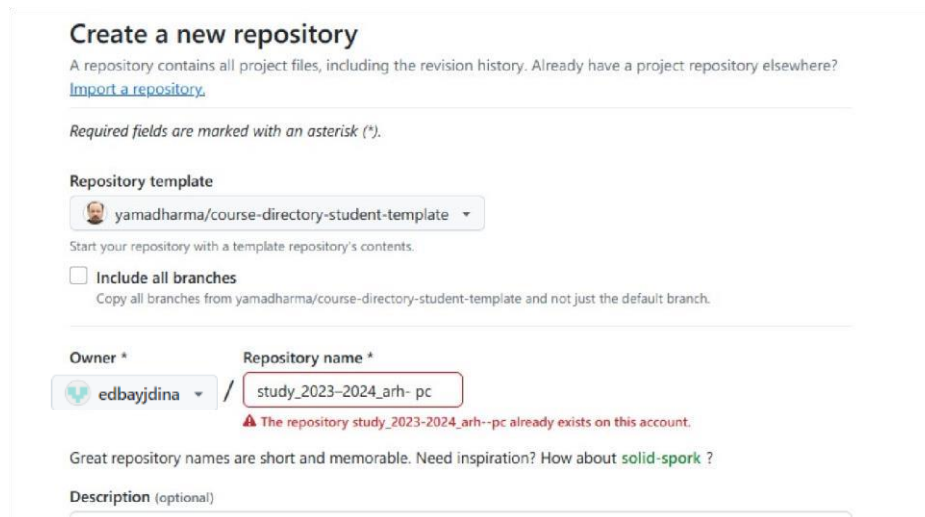 Create a new repository
A repository contains all project files, including the revision history. Already have a project repository elsewhere?
Import a repository.
Required fields are marked with an asterisk (*).
Repository template
yamadharma/course-directory-student-template
Start your repository with a template repository's contents.
Include all branches
Copy all branches from yamadharma/course-directory-student-template and not just the default branch.
Owner * Repository name *
edbayjdina / study_2023–2024_arh- pc
The repository study_2023-2024_arh--pc already exists on this account.
Great repository names are short and memorable. Need inspiration? How about solid-spork ?
Description (optional)